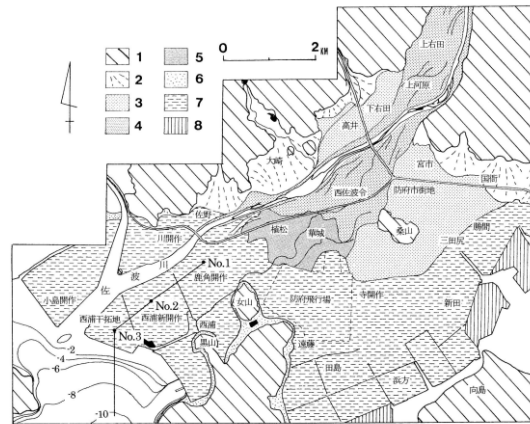 1 5
2 6
3 7
4 8
0 2 KM
上右田
上河原
下右田
高井
大崎
宮市
国衙
西佐波令
防府市街地
佐野
植松
華城
桑山
勝間
三田尻
川開作
佐波川
No.1
鹿角開作
小島開作
No.2
西浦干拓地
西浦新開作
No.3
女山
防府飛行場
寺開作
新田
西浦
黒山
遠藤
田島
浜方
向島
-2
-4
-6
-8
-10